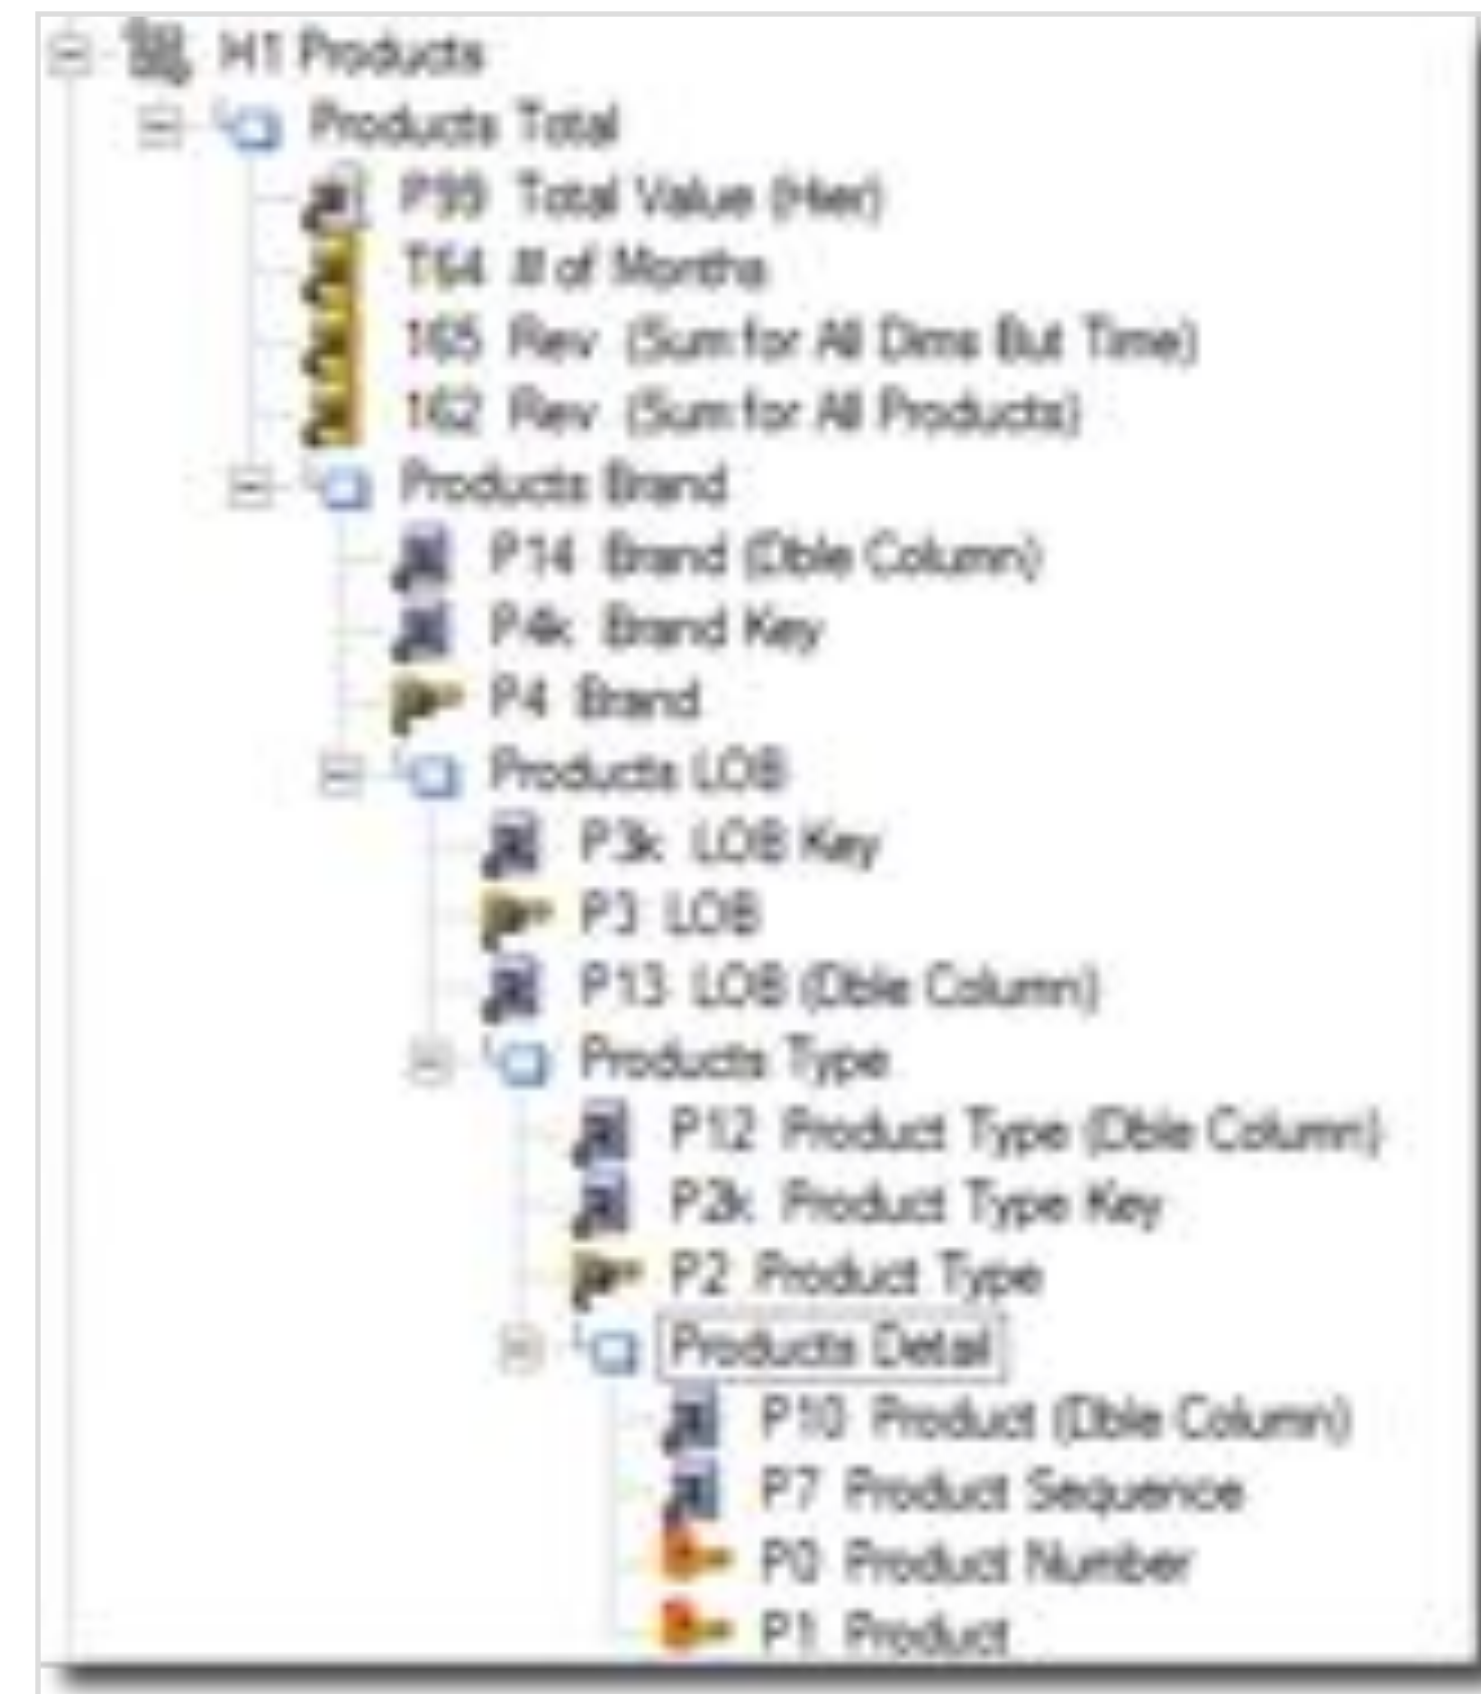 H1 Products
Products Total
P99 Total Value (Hier)
T64 # of Months
165 Rev (Sum for All Dims But Time)
162 Rev (Sum for All Products)
Products Brand
P14 Brand (Dble Column)
P4k Brand Key
P4 Brand
Products LOB
P3k LOB Key
P3 LOB
P13 LOB (Dble Column)
Products Type
P12 Product Type (Dble Column)
P2k Product Type Key
P2 Product Type
Products Detail
P10 Product (Dble Column)
P7 Product Sequence
P0 Product Number
P1 Product